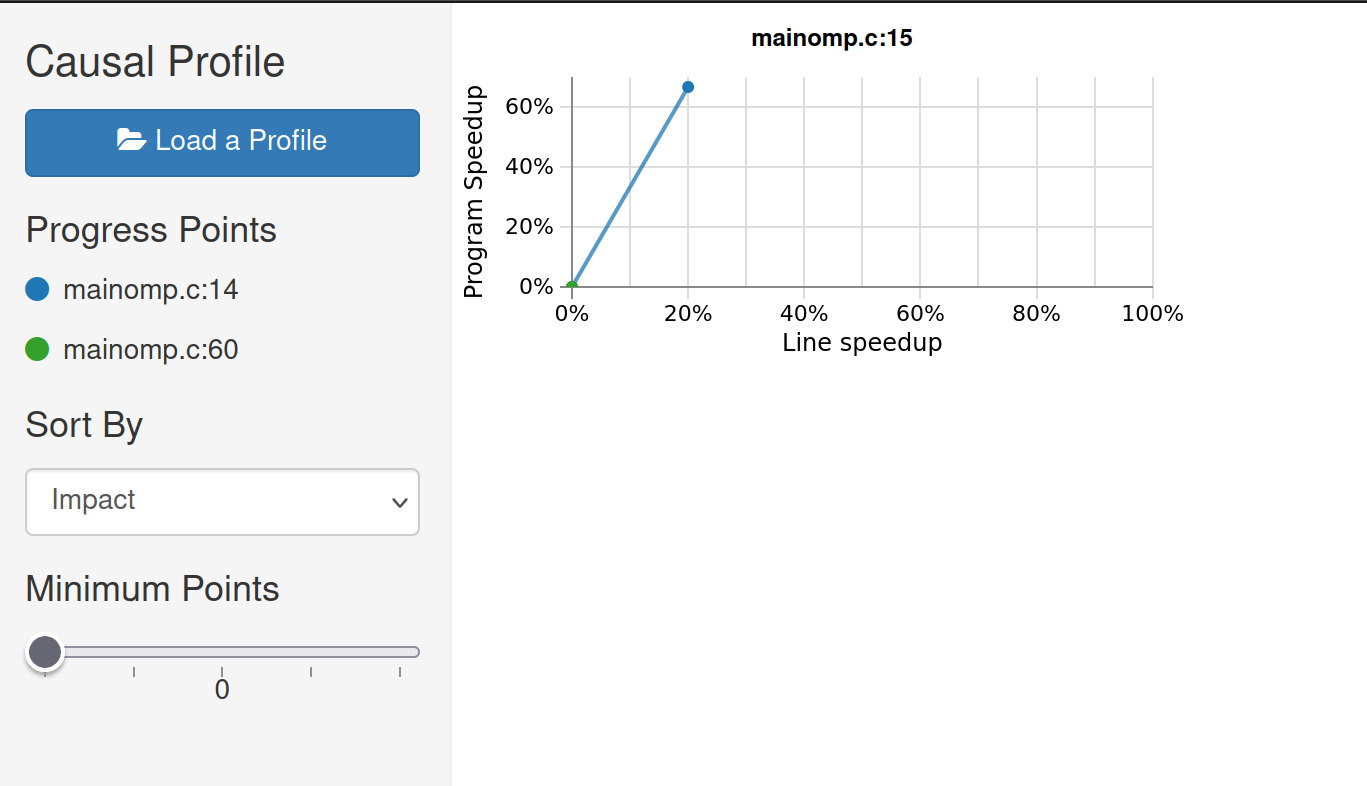 Causal Profile
Load a Profile
Progress Points
mainomp.c:14
mainomp.c:60
Sort By
Impact
Minimum Points
0
mainomp.c:15
Program Speedup
60%
40%
20%
0%
0% 20% 40% 60% 80% 100%
Line speedup